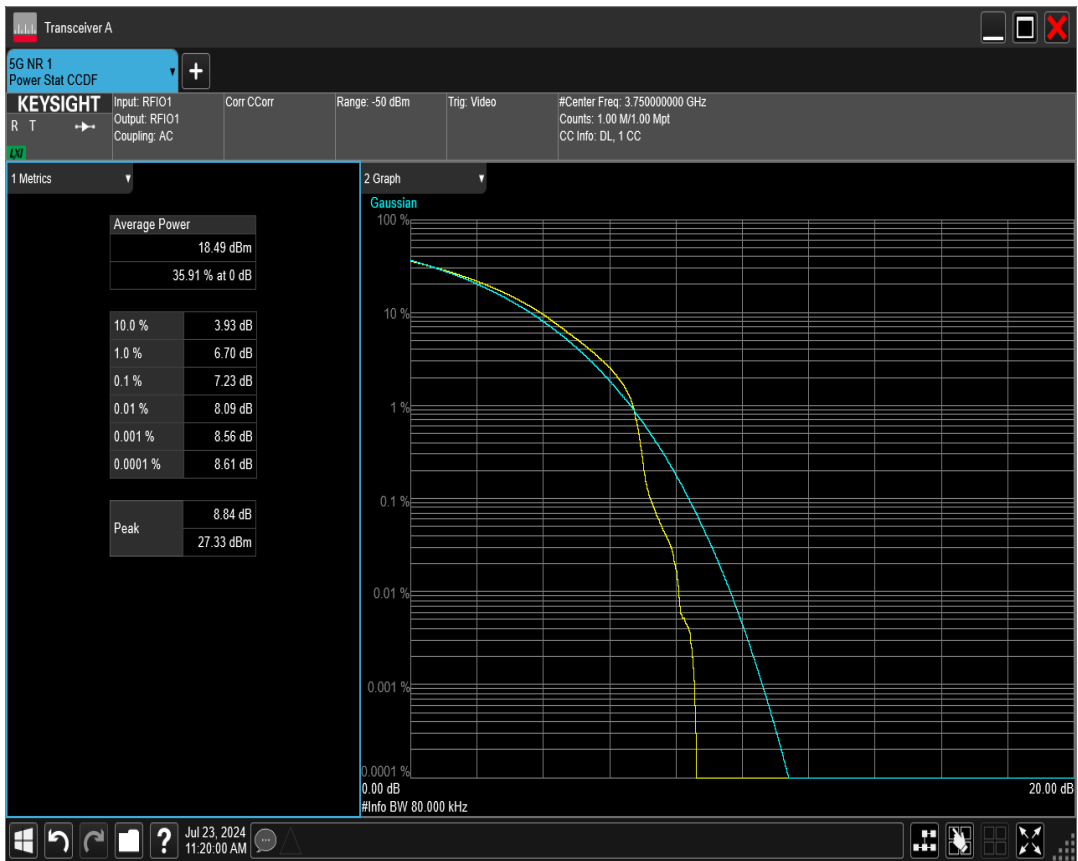 Transceiver A
5G NR 1
Power Stat CCDF
KEYSIGHT
R T
LXI
Input: RFIO1
Output: RFIO1
Coupling: AC
Corr CCorr
Range: -50 dBm
Trig: Video
#Center Freq: 3.750000000 GHz
Counts: 1.00 M/1.00 Mpt
CC Info: DL, 1 CC
1 Metrics
Average Power
18.49 dBm
35.91 % at 0 dB
10.0 % 3.93 dB
1.0 % 6.70 dB
0.1 % 7.23 dB
0.01 % 8.09 dB
0.001 % 8.56 dB
0.0001 % 8.61 dB
Peak
8.84 dB
27.33 dBm
2 Graph
Gaussian
100 %
10 %
1 %
0.1 %
0.01 %
0.001 %
0.0001 %
0.00 dB
20.00 dB
#Info BW 80.000 kHz
?
Jul 23, 2024
11:20:00 AM